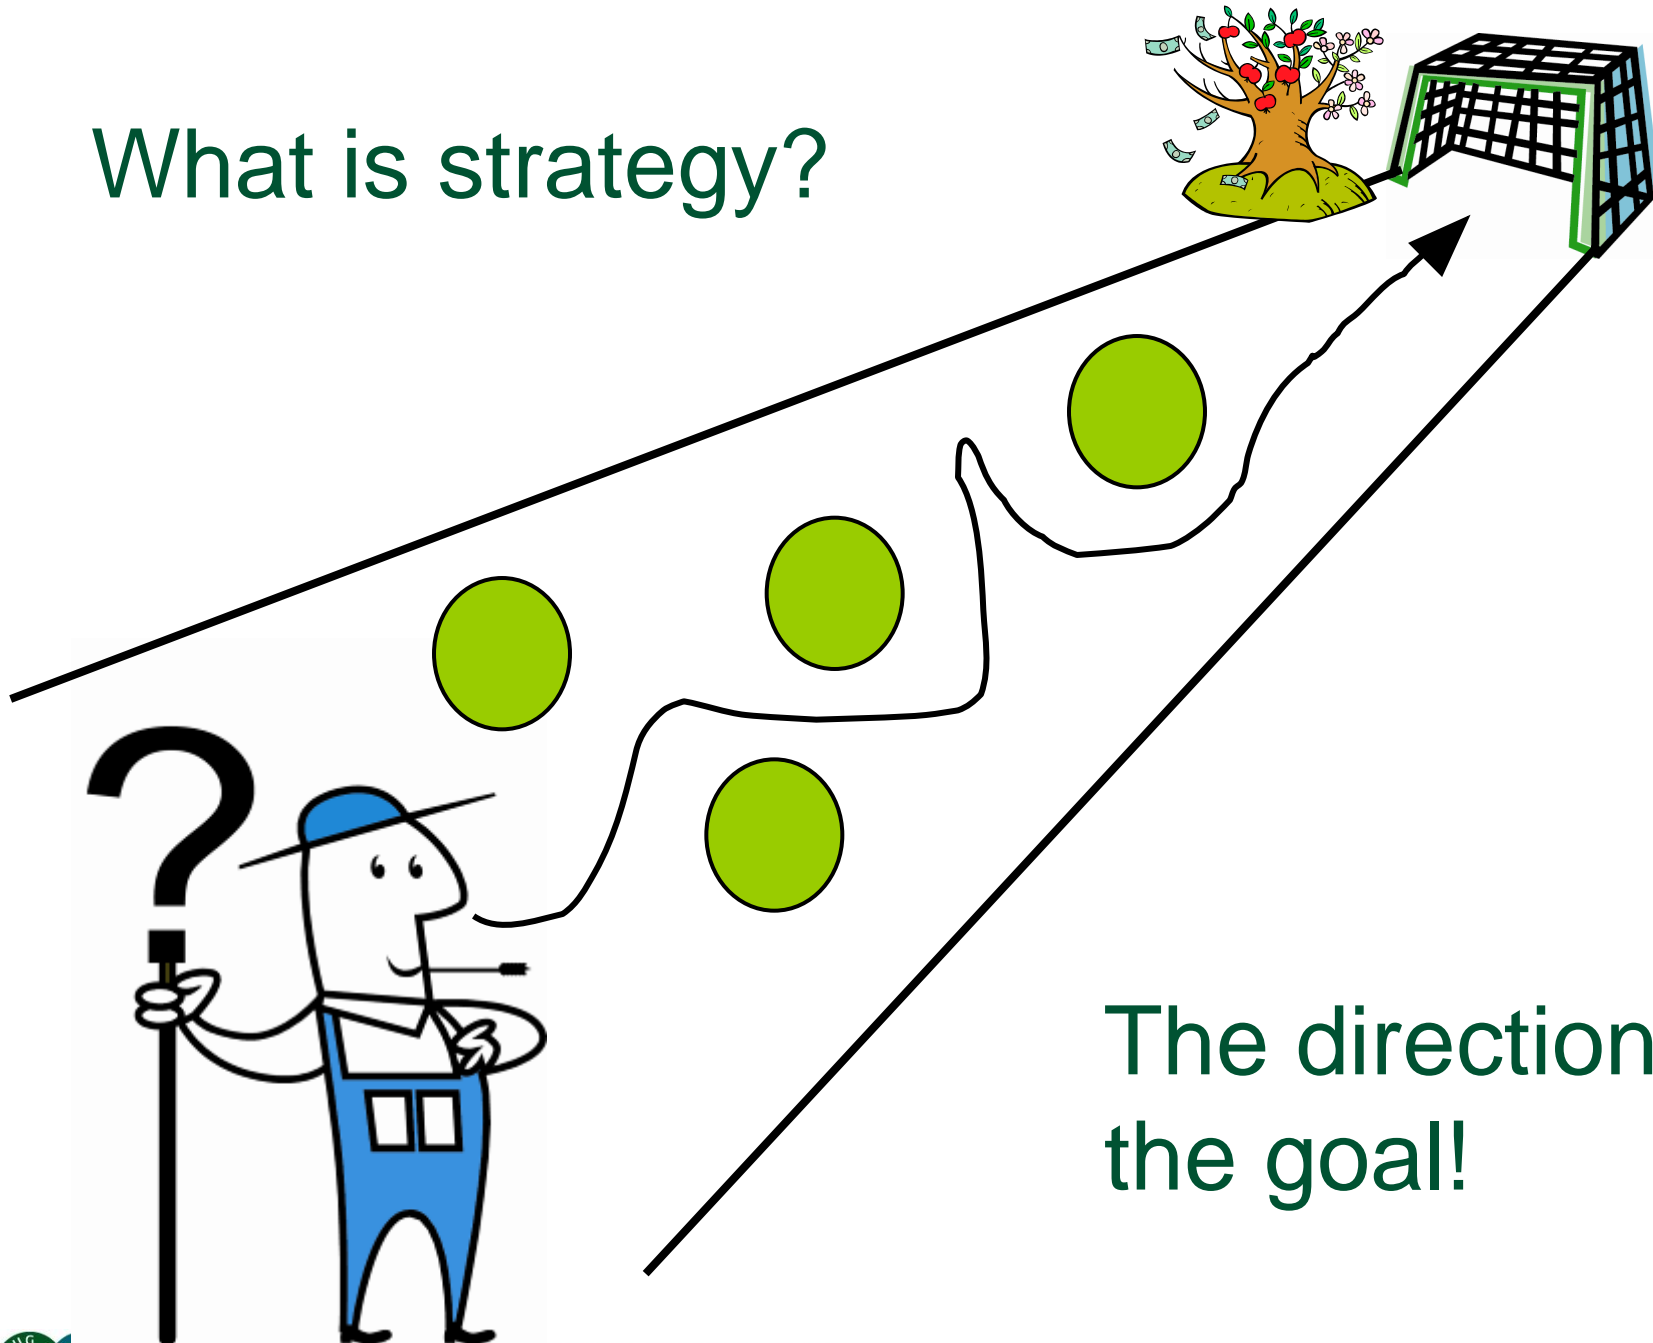 What is strategy?
?
The direction
the goal!